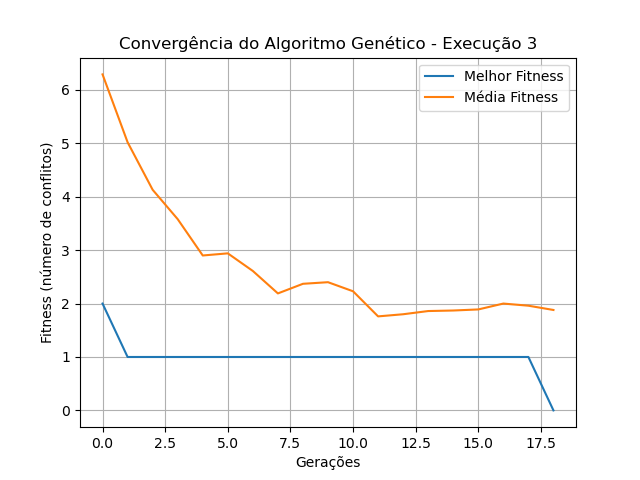 Convergência do Algoritmo Genético - Execução 3
Melhor Fitness
Média Fitness
Fitness (número de conflitos)
6
5
4
3
2
1
0
0.0 2.5 5.0 7.5 10.0 12.5 15.0 17.5
Gerações